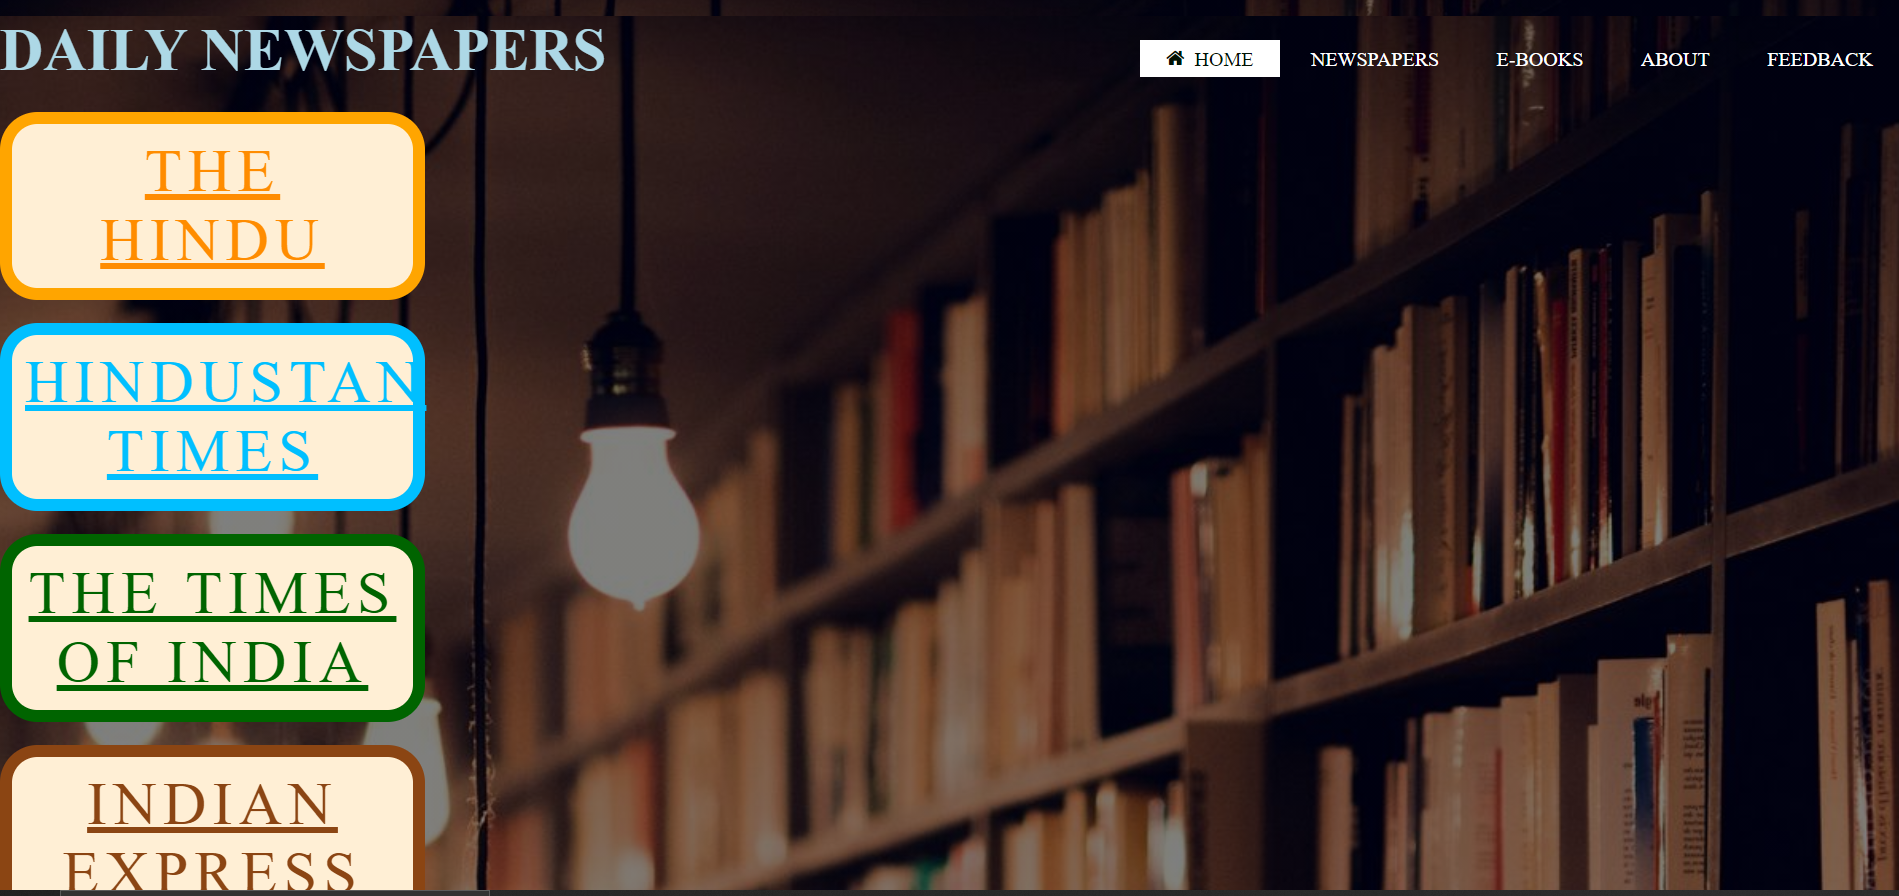 DAILY NEWSPAPERS
HOME NEWSPAPERS E-BOOKS ABOUT FEEDBACK
THE
HINDU
HINDUSTAN
TIMES
THE TIMES
OF INDIA
INDIAN
EXPRESS